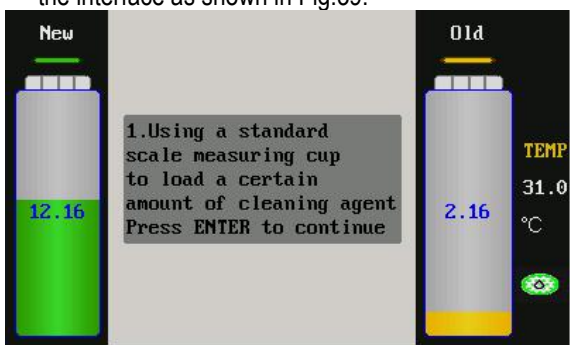 the interface as shown in Fig.
New
Old
1.Using a standard
scale measuring cup
to load a certain
amount of cleaning agent
Press ENTER to continue
12.16
2.16
TEMP
31.0
°C